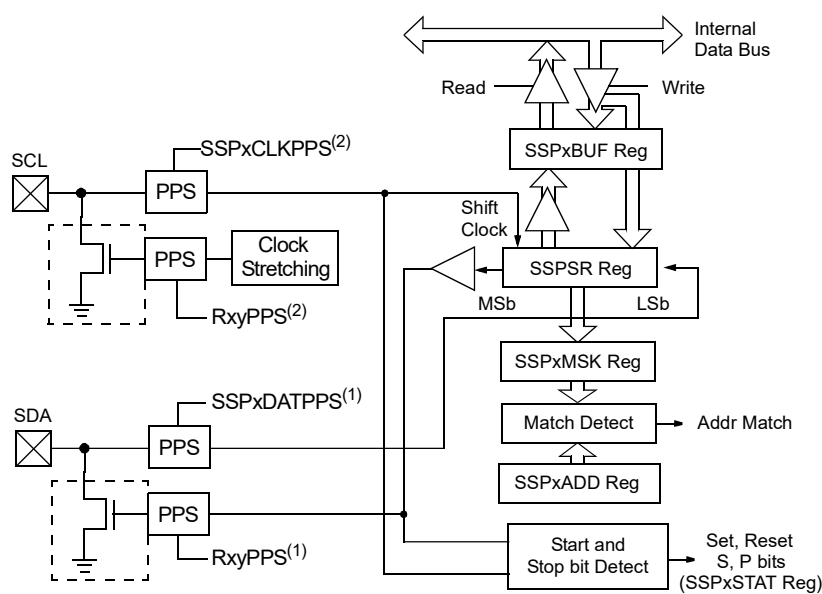 Internal
Data Bus
Read
Write
SSPxBUF Reg
SSPxCLKPPS(2)
SCL
PPS
Shift
Clock
PPS
Clock
Stretching
SSPSR Reg
MSb
LSb
RxyPPS(2)
SSPxMSK Reg
SSPxDATPPS(1)
SDA
Match Detect
Addr Match
PPS
SSPxADD Reg
PPS
Start and
Stop bit Detect
Set, Reset
S, P bits
(SSPxSTAT Reg)
RxyPPS(1)